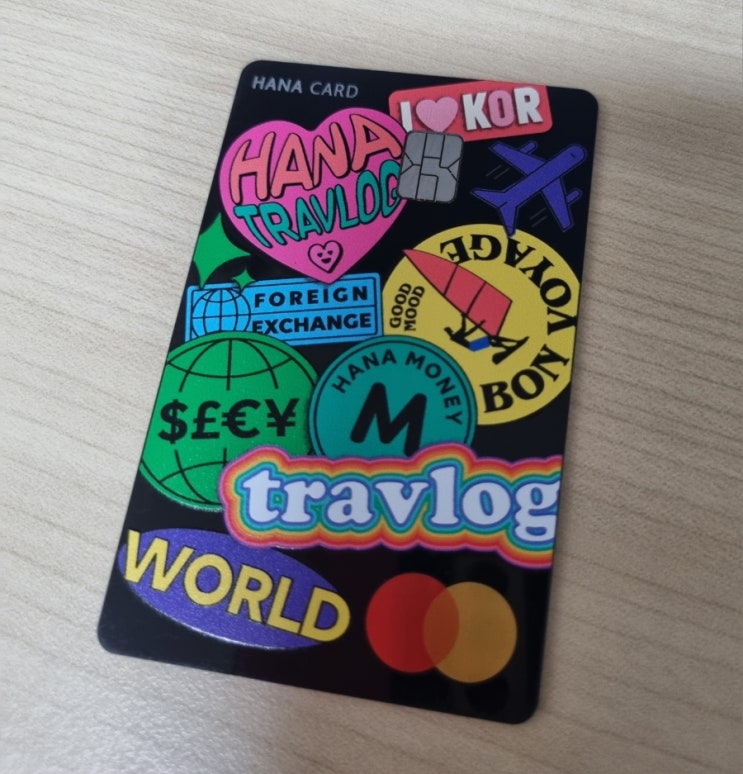 HANA CARD
I ♥ KOR
HANA
TRAVLOG
FOREIGN
EXCHANGE
GOOD
MOOD
BON VOYAGE
$£€¥
HANA MONEY
M
travlog
WORLD